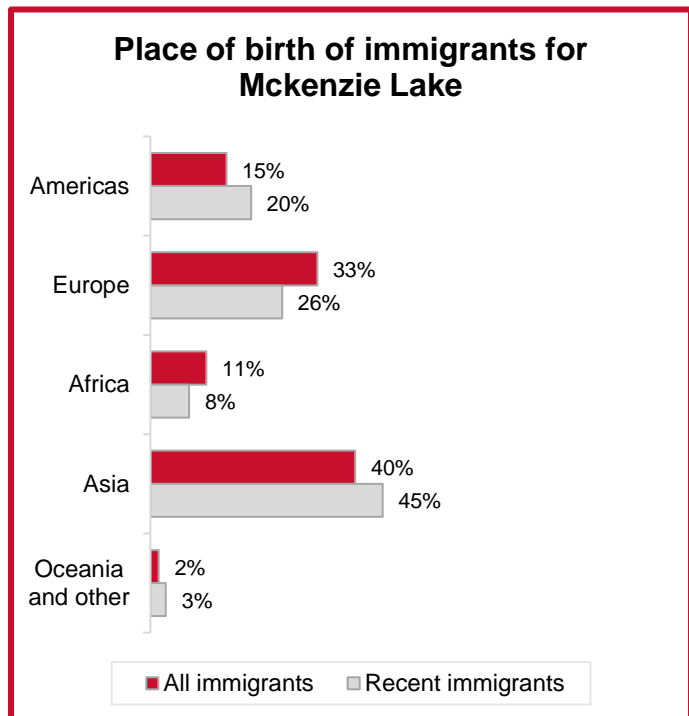 Place of birth of immigrants for
Mckenzie Lake
Americas
15%
20%
Europe
33%
26%
Africa
11%
8%
Asia
40%
45%
Oceania
and other
2%
3%
All immigrants
Recent immigrants